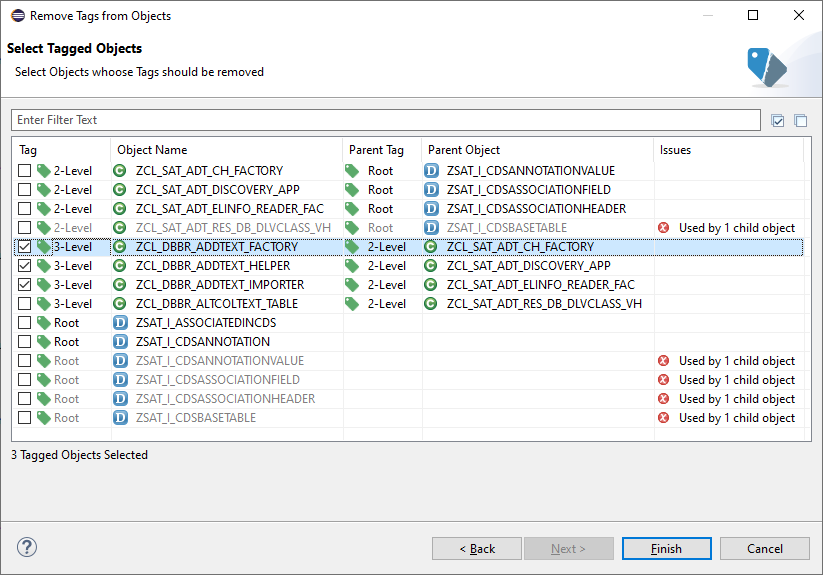 Remove Tags from Objects
Select Tagged Objects
Select Objects whoose Tags should be removed
Enter Filter Text
Tag Object Name Parent Tag Parent Object Issues
2-Level C ZCL_SAT_ADT_CH_FACTORY Root D ZSAT_I_CDSANNOTATIONVALUE
2-Level C ZCL_SAT_ADT_DISCOVERY_APP Root D ZSAT_I_CDSASSOCIATIONFIELD
2-Level C ZCL_SAT_ADT_ELINFO_READER_FAC Root D ZSAT_I_CDSASSOCIATIONHEADER
2-Level C ZCL_SAT_ADT_RES_DB_DLVCLASS_VH Root D ZSAT_I_CDSBASETABLE Used by 1 child object
3-Level C ZCL_DBBR_ADDTEXT_FACTORY 2-Level C ZCL_SAT_ADT_CH_FACTORY
3-Level C ZCL_DBBR_ADDTEXT_HELPER 2-Level C ZCL_SAT_ADT_DISCOVERY_APP
3-Level C ZCL_DBBR_ADDTEXT_IMPORTER 2-Level C ZCL_SAT_ADT_ELINFO_READER_FAC
3-Level C ZCL_DBBR_ALTCOLTEXT_TABLE 2-Level C ZCL_SAT_ADT_RES_DB_DLVCLASS_VH
Root D ZSAT_I_ASSOCIATEDINCDS
Root D ZSAT_I_CDSANNOTATION
Root D ZSAT_I_CDSANNOTATIONVALUE Used by 1 child object
Root D ZSAT_I_CDSASSOCIATIONFIELD Used by 1 child object
Root D ZSAT_I_CDSASSOCIATIONHEADER Used by 1 child object
Root D ZSAT_I_CDSBASETABLE Used by 1 child object
3 Tagged Objects Selected
? < Back Next > Finish Cancel